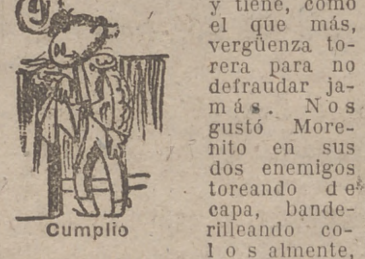 Cumplio
y tiene, como
el que más,
vergüenza to-
rera para no
defraudar ja-
más. Nos
gustó More-
nito en sus
dos enemigos
toreando de
capa, bande-
rilleando co-
losalmente,